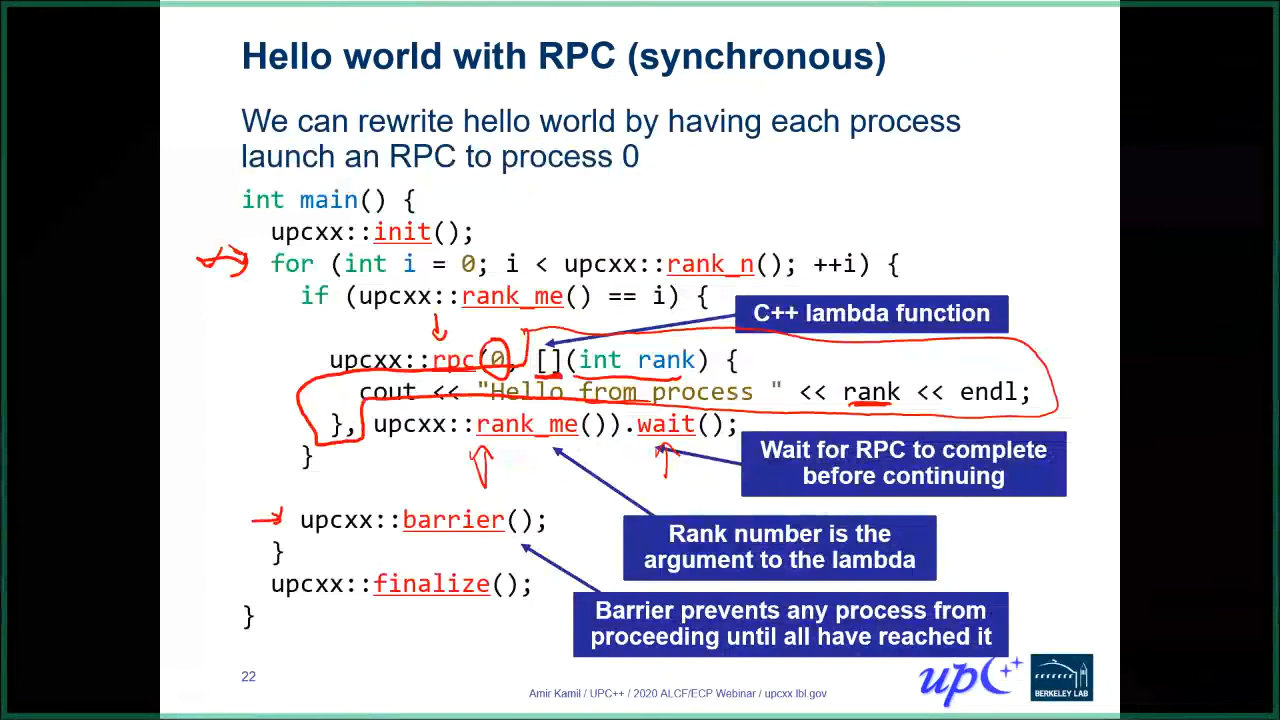 Hello world with RPC (synchronous)
We can rewrite hello world by having each process
launch an RPC to process 0
int main() {
upcxx::init();
for (int i = 0; i < upcxx::rank_n(); ++i) {
if (upcxx::rank_me() == i) {
C++ lambda function
upcxx::rpc(0, [](int rank) {
cout << "Hello from process " << rank << endl;
}, upcxx::rank_me()).wait();
}
Wait for RPC to complete
before continuing
upcxx::barrier();
Rank number is the
argument to the lambda
}
upcxx::finalize();
}
Barrier prevents any process from
proceeding until all have reached it
22
Amir Kamil / UPC++ / 2020 ALCF/ECP Webinar / upcxx.lbl.gov
upC++
BERKELEY LAB